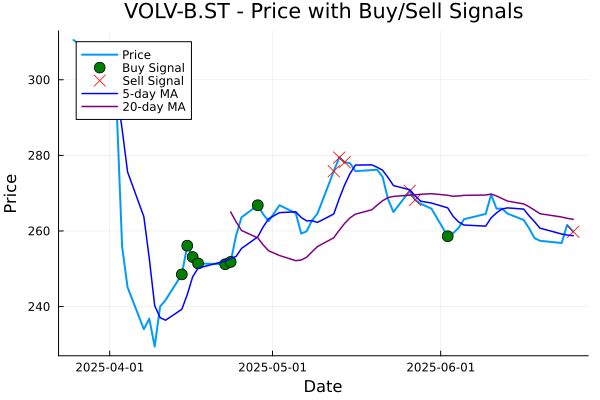 VOLV-B.ST - Price with Buy/Sell Signals
Price
Buy Signal
Sell Signal
5-day MA
20-day MA
300
280
260
240
Price
2025-04-01
2025-05-01
2025-06-01
Date